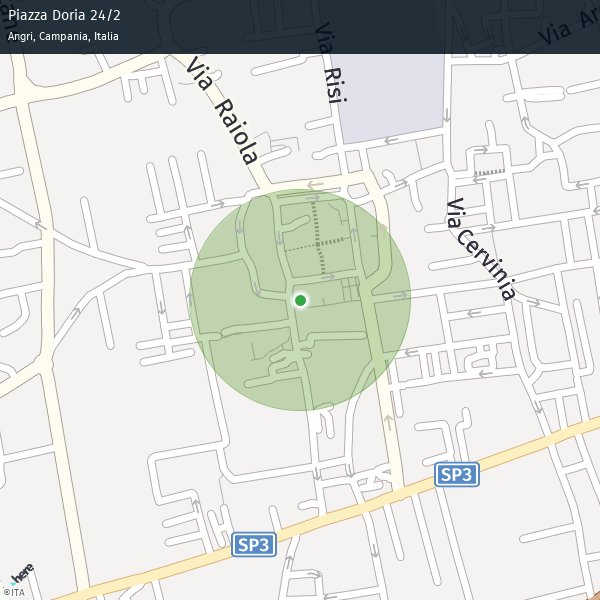 Piazza Doria 24/2
Angri, Campania, Italia
Via Ar
Via Risi
Via Raiola
Via Cervinia
SP3
SP3
here
©ITA